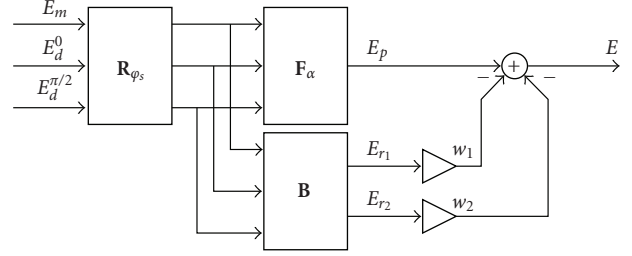 E_m
E_d^0
E_d^{π/2}
R_{φ_s}
F_α
E_p
+
−
−
E
B
E_{r_1}
w_1
E_{r_2}
w_2